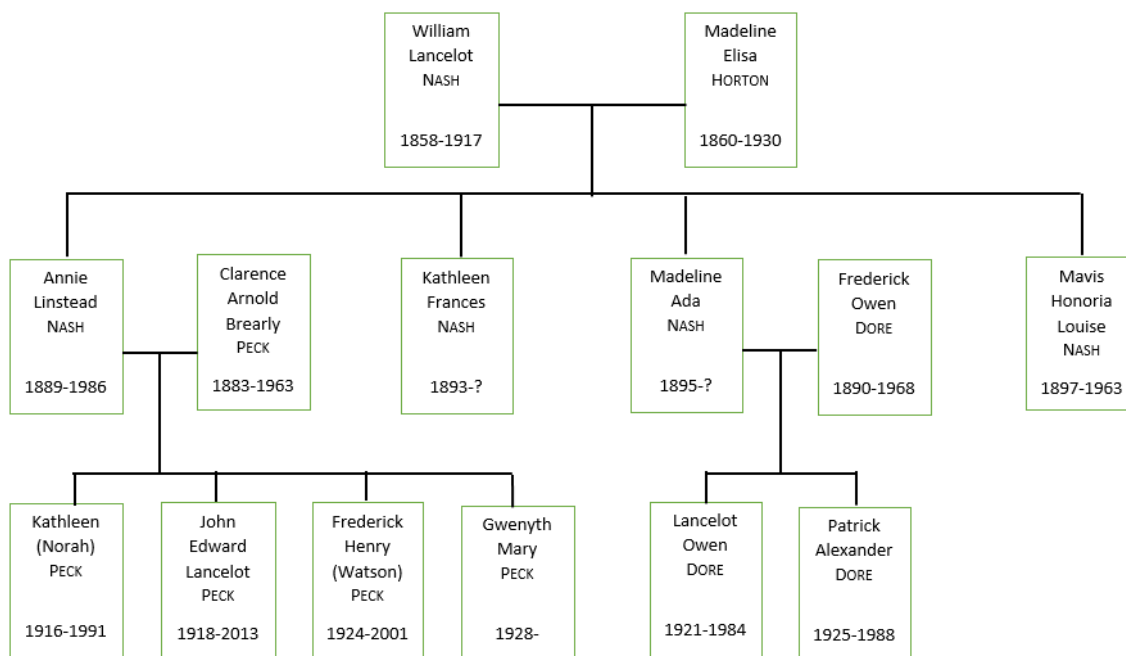 William
Lancelot
NASH
1858-1917
Madeline
Elisa
HORTON
1860-1930
Annie
Linstead
NASH
1889-1986
Clarence
Arnold
Brearly
PECK
1883-1963
Kathleen
Frances
NASH
1893-?
Madeline
Ada
NASH
1895-?
Frederick
Owen
DORE
1890-1968
Mavis
Honoria
Louise
NASH
1897-1963
Kathleen
(Norah)
PECK
1916-1991
John
Edward
Lancelot
PECK
1918-2013
Frederick
Henry
(Watson)
PECK
1924-2001
Gwenyth
Mary
PECK
1928-
Lancelot
Owen
DORE
1921-1984
Patrick
Alexander
DORE
1925-1988